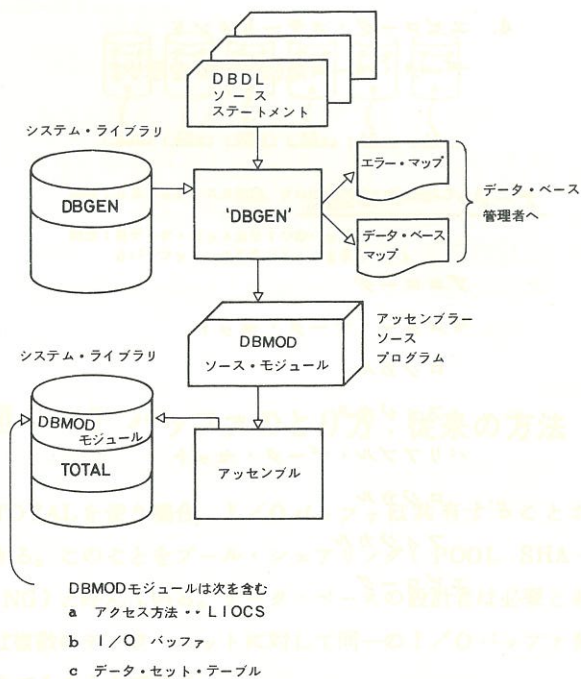 DBDL
ソース
ステートメント
システム・ライブラリ
DBGEN
'DBGEN'
エラー・マップ
データ・ベース
マップ
データ・ベース
管理者へ
DBMOD
ソース・モジュール
アッセンブラー
ソース
プログラム
システム・ライブラリ
DBMOD
モジュール
TOTAL
アッセンブル
DBMODモジュールは次を含む
a アクセス方法‥LIOCS
b I/O バッファ
c データ・セット・テーブル